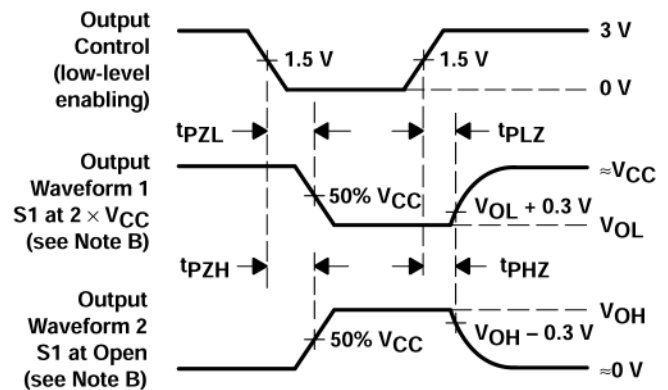 Output
Control
(low-level
enabling)
1.5 V
1.5 V
3 V
0 V
tPZL
tPLZ
Output
Waveform 1
S1 at 2 × VCC
(see Note B)
50% VCC
VOL + 0.3 V
≈VCC
VOL
tPZH
tPHZ
Output
Waveform 2
S1 at Open
(see Note B)
50% VCC
VOH − 0.3 V
VOH
≈0 V